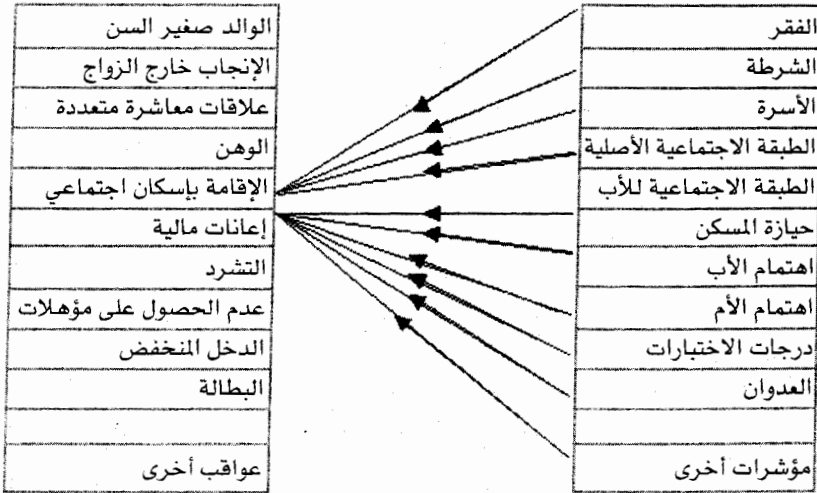 الفقر
الشرطة
الأسرة
الطبقة الاجتماعية الأصلية
الطبقة الاجتماعية للأب
حيازة المسكن
اهتمام الأب
اهتمام الأم
درجات الاختبارات
العدوان
مؤشرات أخرى
الوالد صغير السن
الإنجاب خارج الزواج
علاقات معاشرة متعددة
الوهن
الإقامة بإسكان اجتماعي
إعانات مالية
التشرد
عدم الحصول على مؤهلات
الدخل المنخفض
البطالة
عواقب أخرى